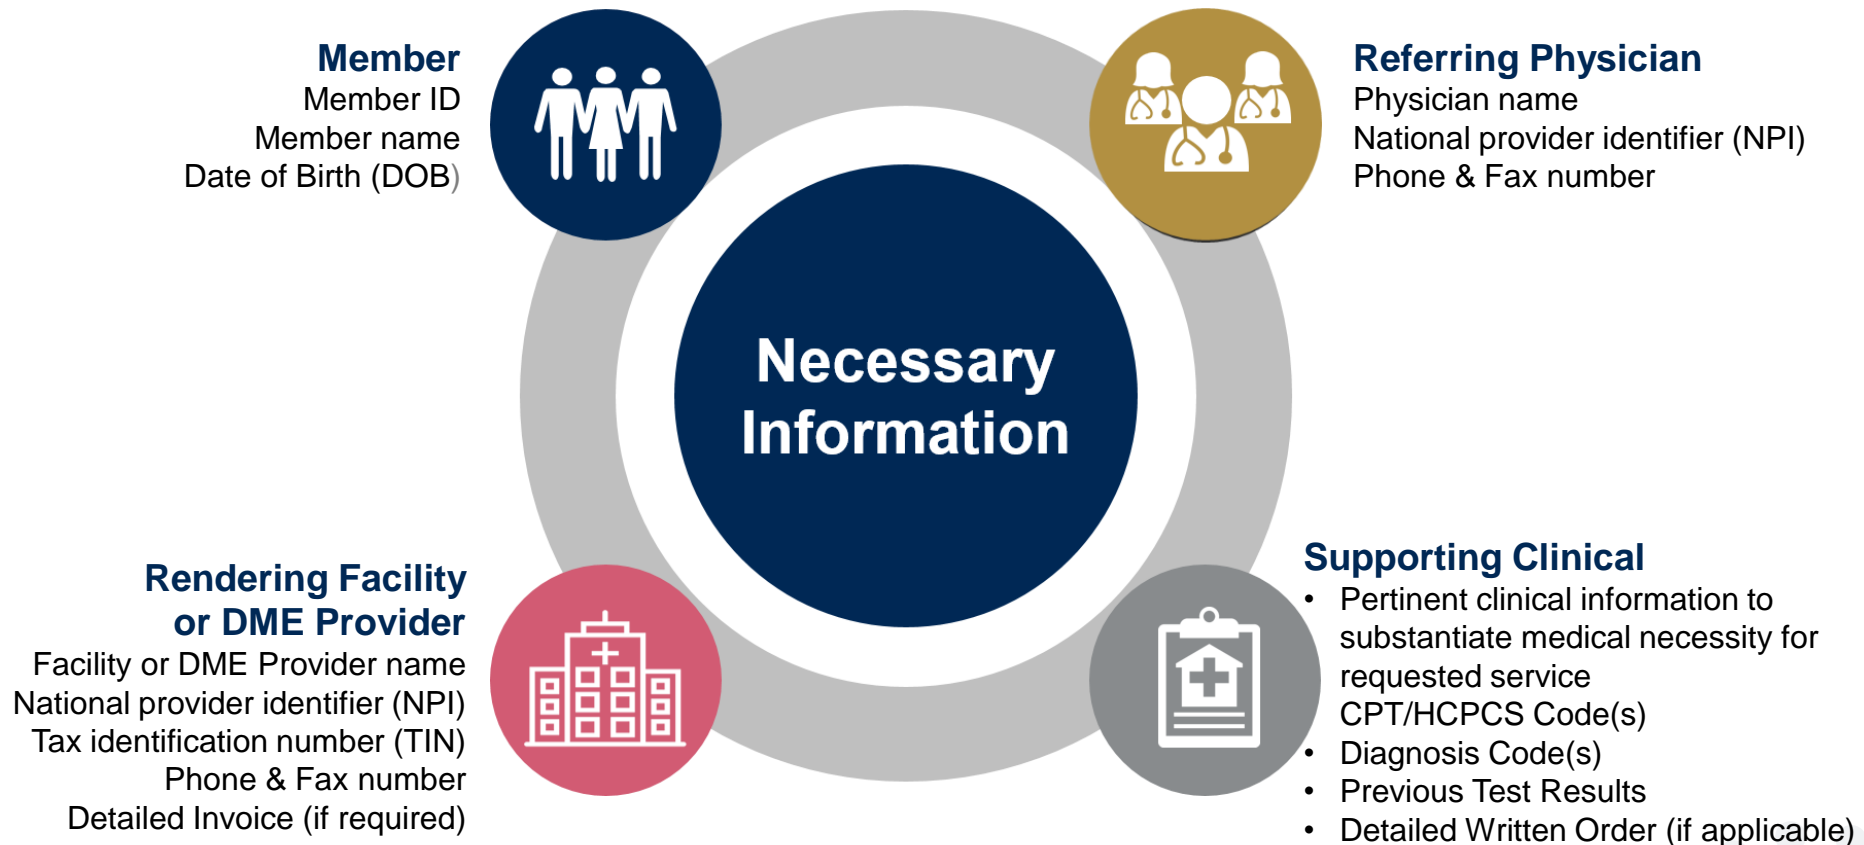 Member
Member ID
Member name
Date of Birth (DOB)
Referring Physician
Physician name
National provider identifier (NPI)
Phone & Fax number
Necessary
Information
Rendering Facility
or DME Provider
Facility or DME Provider name
National provider identifier (NPI)
Tax identification number (TIN)
Phone & Fax number
Detailed Invoice (if required)
Supporting Clinical
• Pertinent clinical information to
substantiate medical necessity for
requested service
CPT/HCPCS Code(s)
• Diagnosis Code(s)
• Previous Test Results
• Detailed Written Order (if applicable)